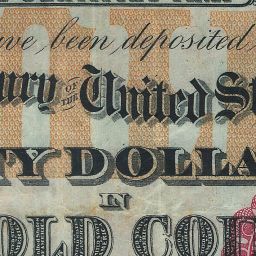 ve been deposited
ury OF THE United St
TY DOLLA
IN
OLD COI